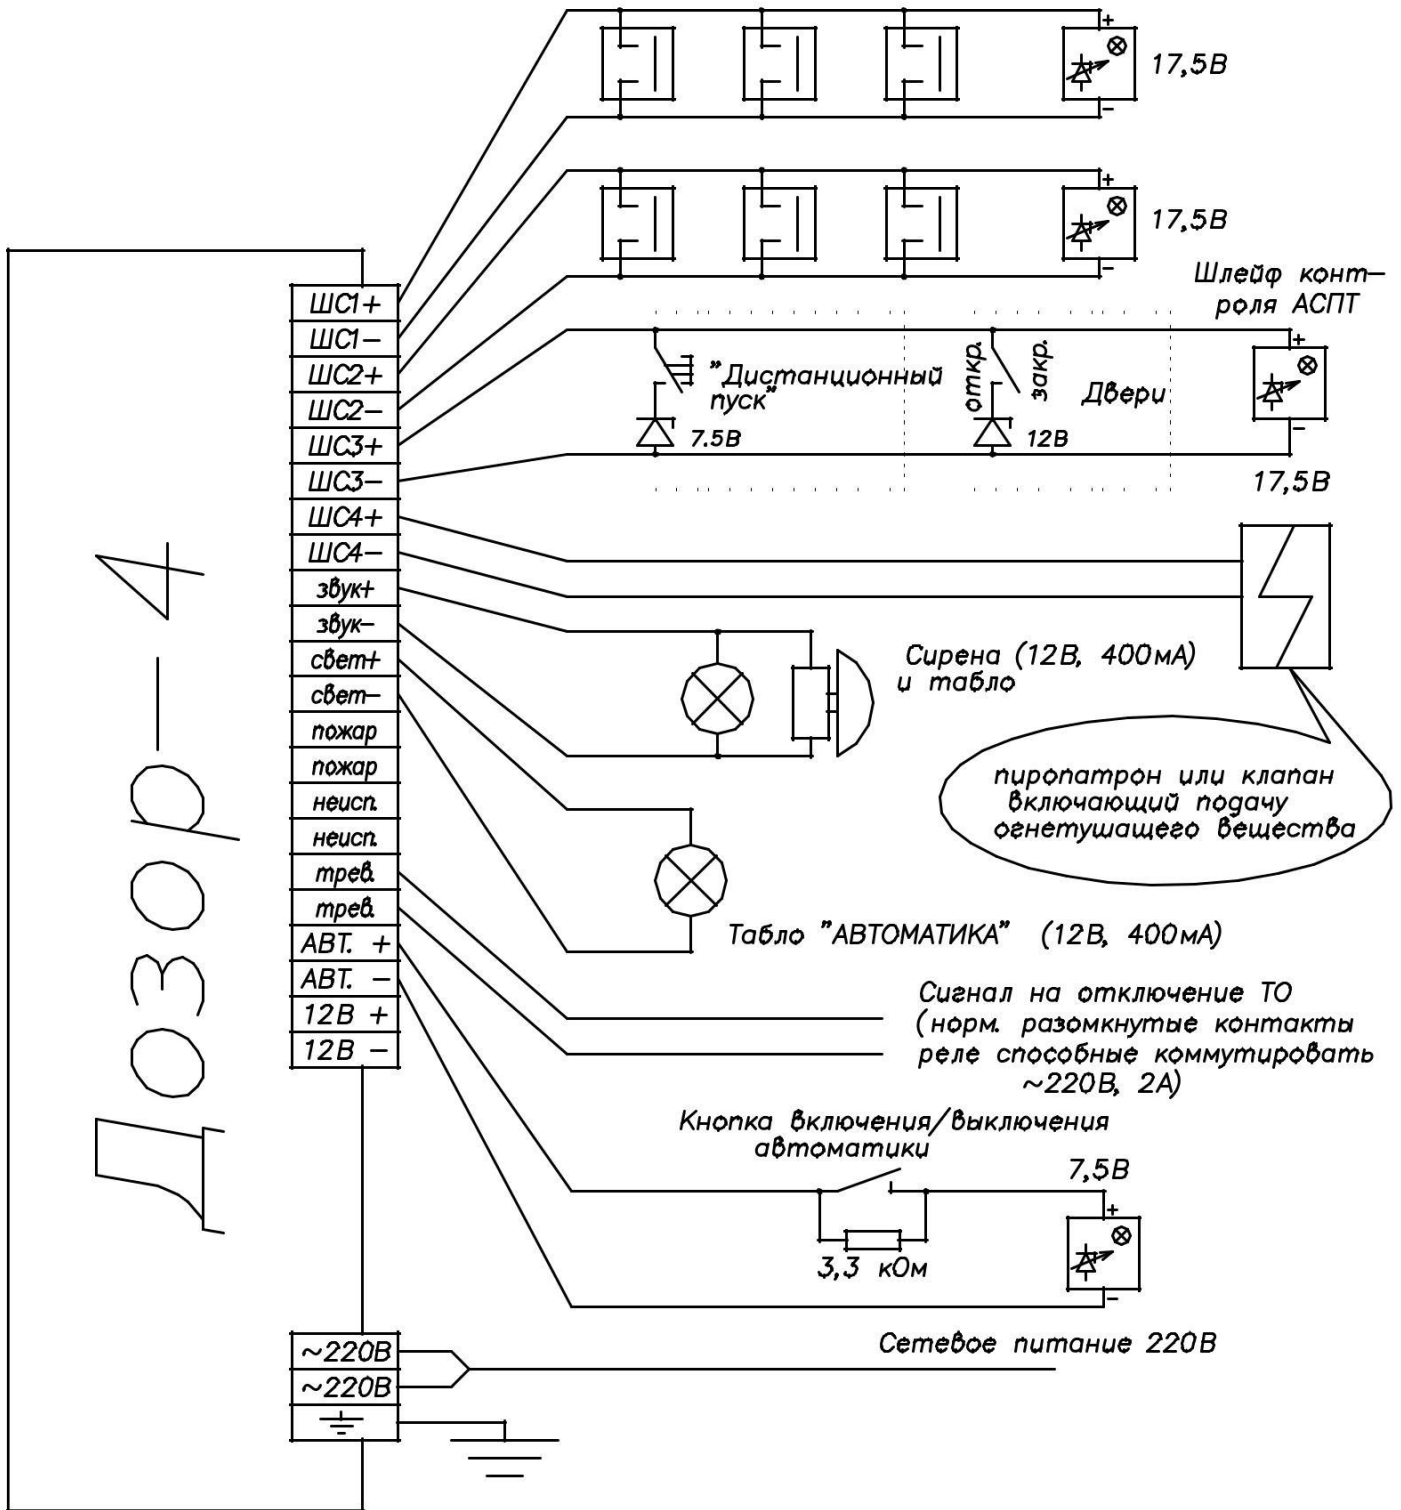 17,5В
17,5В
Шлейф конт-
роля АСПТ
ШС1+
ШС1-
ШС2+
ШС2-
ШС3+
ШС3-
ШС4+
ШС4-
звук+
звук-
свет+
свет-
пожар
пожар
неисп.
неисп.
трев.
трев.
АВТ. +
АВТ. -
12В +
12В -
~220В
~220В
Дозор-4
"Дистанционный
пуск"
7.5В
откр.
закр.
Двери
12В
+
-
+
-
+
-
17,5В
Сирена (12В, 400мА)
и табло
пиропатрон или клапан
включающий подачу
огнетушащего вещества
Табло "АВТОМАТИКА" (12В, 400мА)
Сигнал на отключение ТО
(норм. разомкнутые контакты
реле способные коммутировать
~220В, 2А)
Кнопка включения/выключения
автоматики
7,5В
+
-
3,3 кОм
Сетевое питание 220В